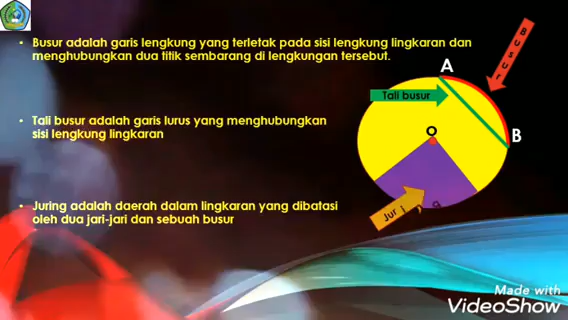 • Busur adalah garis lengkung yang terletak pada sisi lengkung lingkaran dan
menghubungkan dua titik sembarang di lengkungan tersebut.
Busur
A
Tali busur
• Tali busur adalah garis lurus yang menghubungkan
sisi lengkung lingkaran
O
B
• Juring adalah daerah dalam lingkaran yang dibatasi
oleh dua jari-jari dan sebuah busur
Juring
Made with
VideoShow